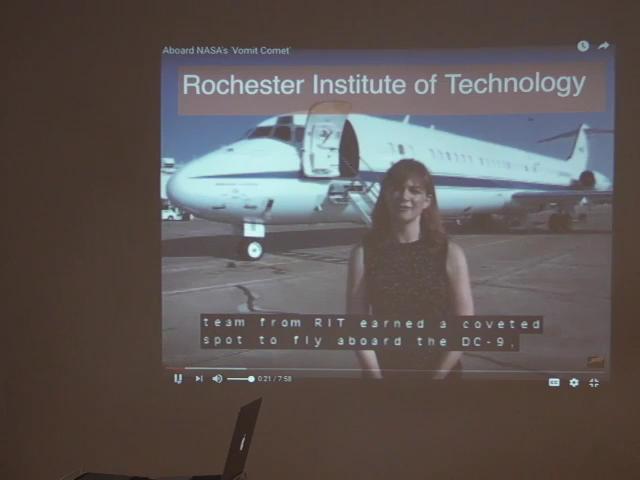 Aboard NASA's 'Vomit Comet'
Rochester Institute of Technology
team from RIT earned a coveted
spot to fly aboard the DC-9,
0:21 / 7:58
CC